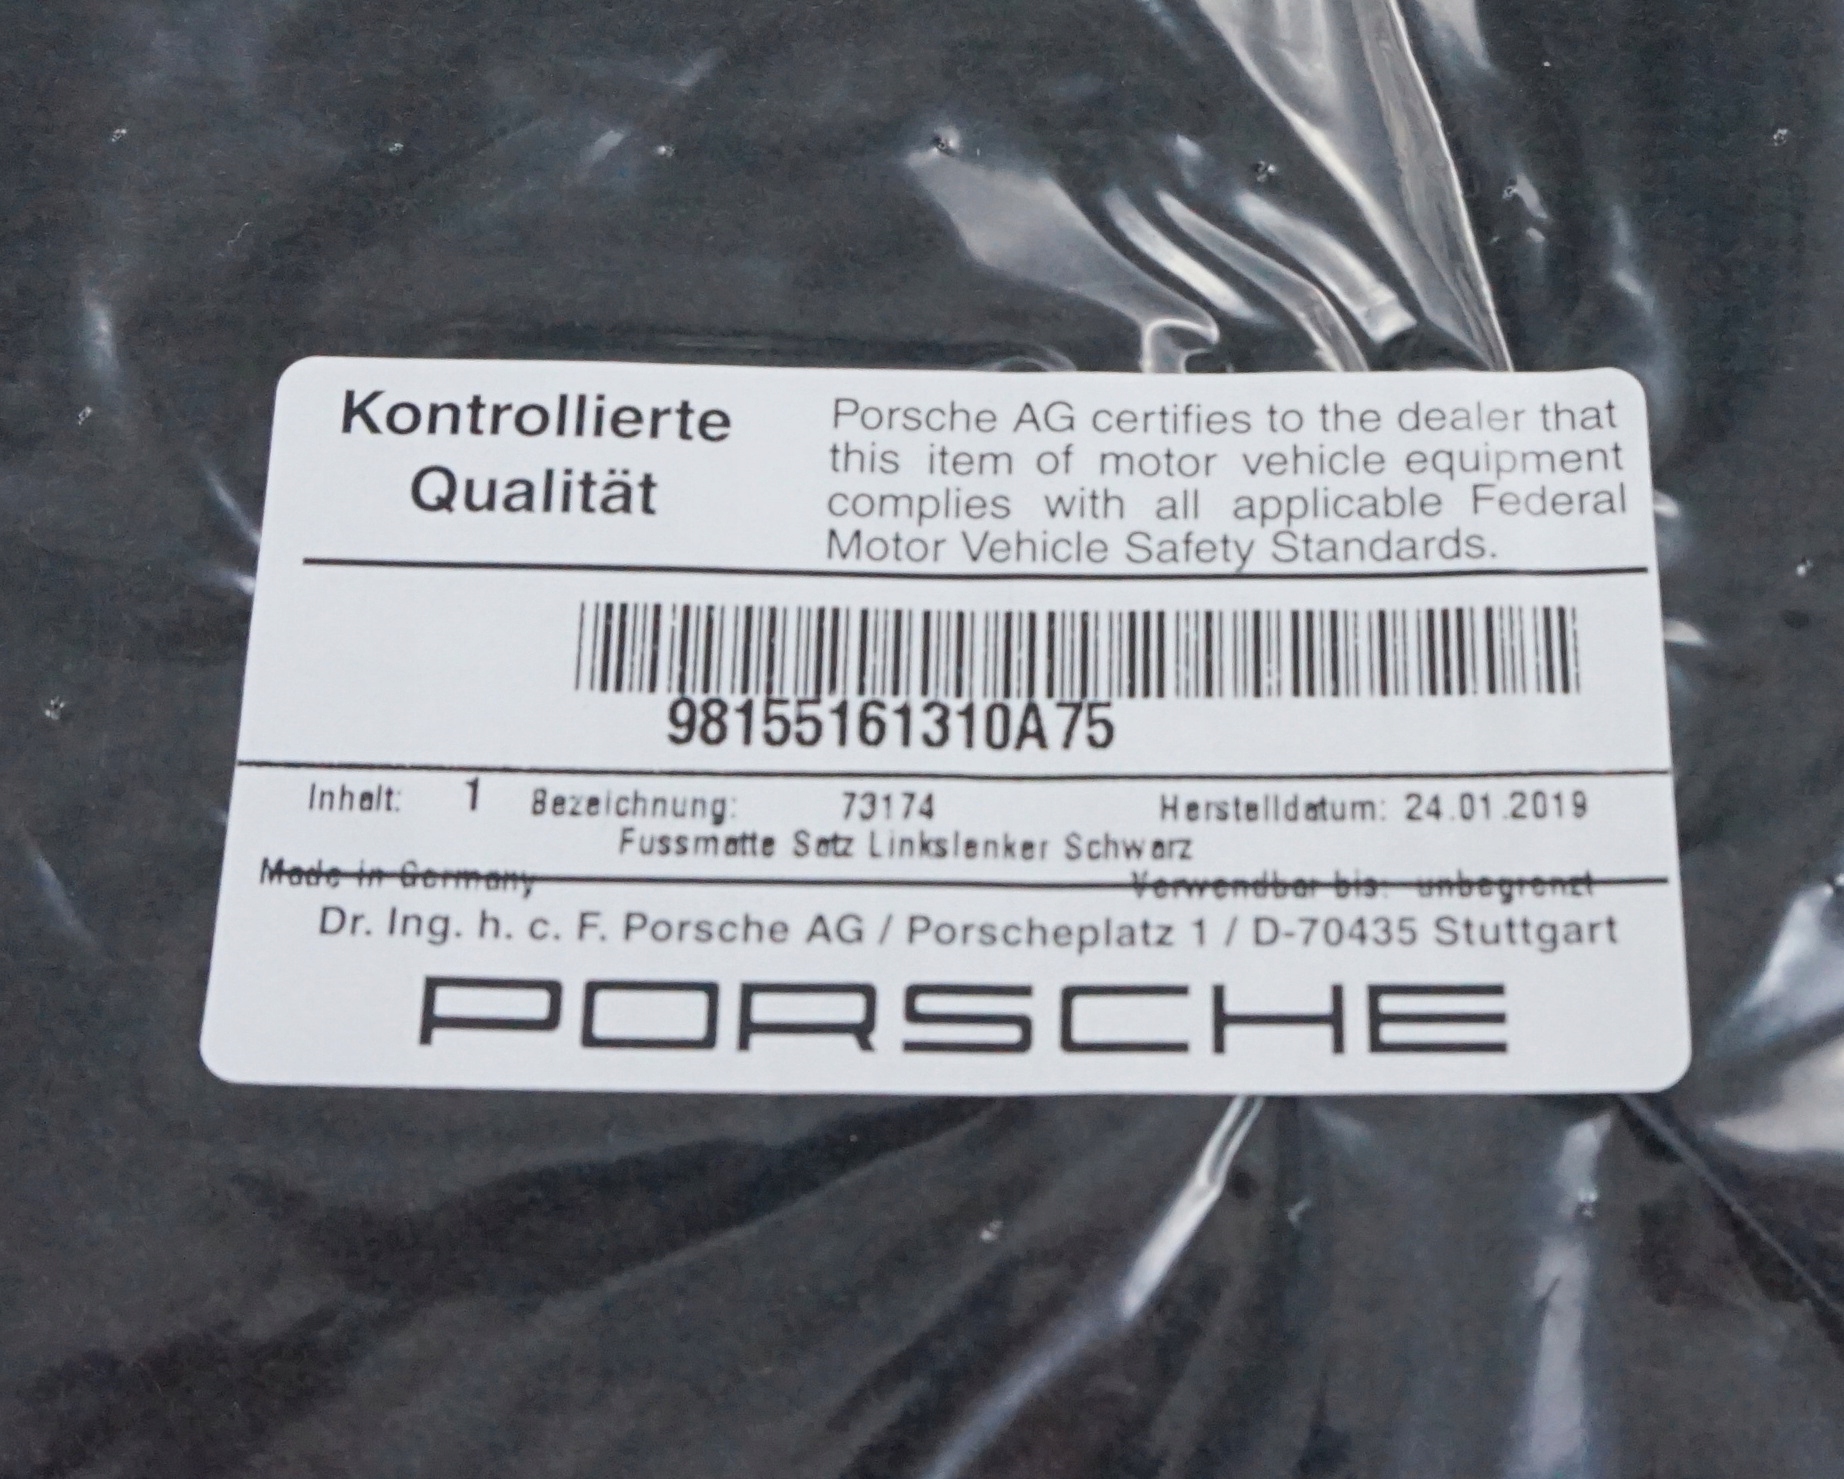 Kontrollierte
Qualität
Porsche AG certifies to the dealer that
this item of motor vehicle equipment
complies with all applicable Federal
Motor Vehicle Safety Standards.
98155161310A75
Inhalt: 1 Bezeichnung: 73174 Herstelldatum: 24.01.2019
Fussmatte Satz Linkslenker Schwarz
Made in Germany Verwendbar bis: unbegrenzt
Dr. Ing. h. c. F. Porsche AG / Porscheplatz 1 / D-70435 Stuttgart
PORSCHE